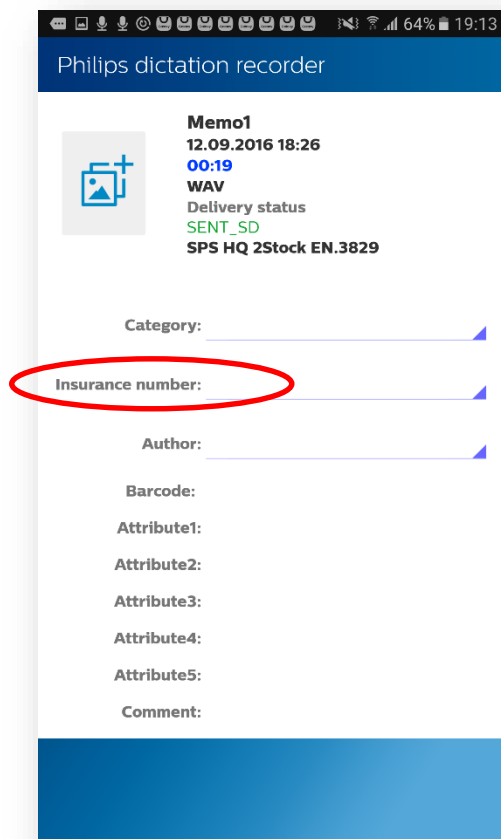 64% 19:13
Philips dictation recorder
Memo1
12.09.2016 18:26
00:19
WAV
Delivery status
SENT_SD
SPS HQ 2Stock EN.3829
Category:
Insurance number:
Author:
Barcode:
Attribute1:
Attribute2:
Attribute3:
Attribute4:
Attribute5:
Comment: